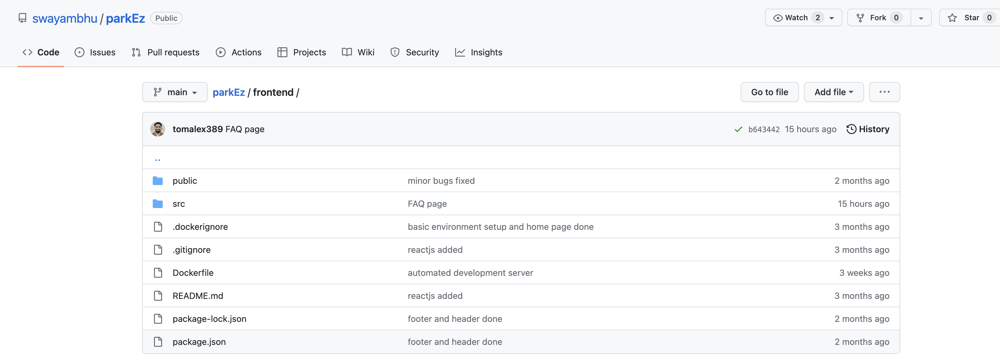 swayambhu / parkEz Public Watch 2 Fork 0 Star 0
Code Issues Pull requests Actions Projects Wiki Security Insights
main parkEz / frontend / Go to file Add file ···
tomalex389 FAQ page b643442 15 hours ago History
..
public minor bugs fixed 2 months ago
src FAQ page 15 hours ago
.dockerignore basic environment setup and home page done 3 months ago
.gitignore reactjs added 3 months ago
Dockerfile automated development server 3 weeks ago
README.md reactjs added 3 months ago
package-lock.json footer and header done 2 months ago
package.json footer and header done 2 months ago